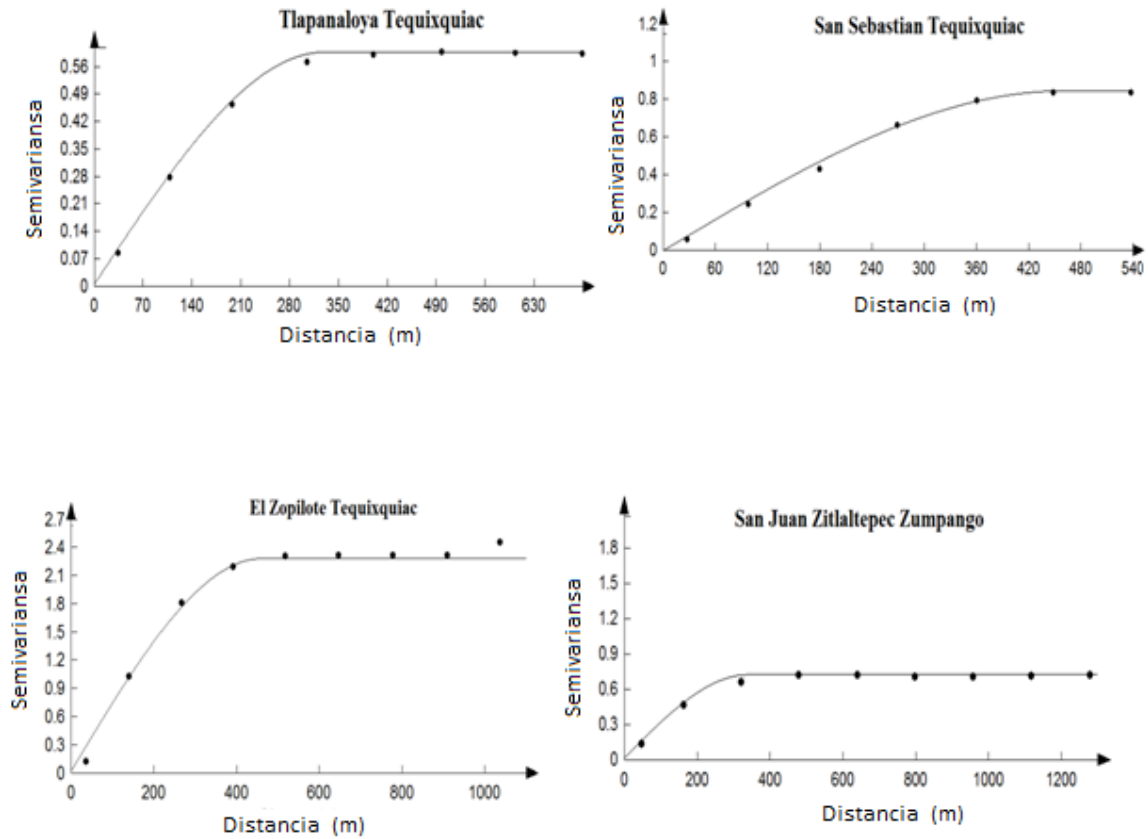 Tlapanaloya Tequixquiac
Semivariansa
0.56
0.49
0.42
0.35
0.28
0.21
0.14
0.07
0
0 70 140 210 280 350 420 490 560 630
Distancia (m)
San Sebastian Tequixquiac
Semivariansa
1.2
1
0.8
0.6
0.4
0.2
0
0 60 120 180 240 300 360 420 480 540
Distancia (m)
El Zopilote Tequixquiac
Semivariansa
2.7
2.4
2.1
1.8
1.5
1.2
0.9
0.6
0.3
0
0 200 400 600 800 1000
Distancia (m)
San Juan Zitlaltepec Zumpango
Semivariansa
1.8
1.5
1.2
0.9
0.6
0.3
0
0 200 400 600 800 1000 1200
Distancia (m)